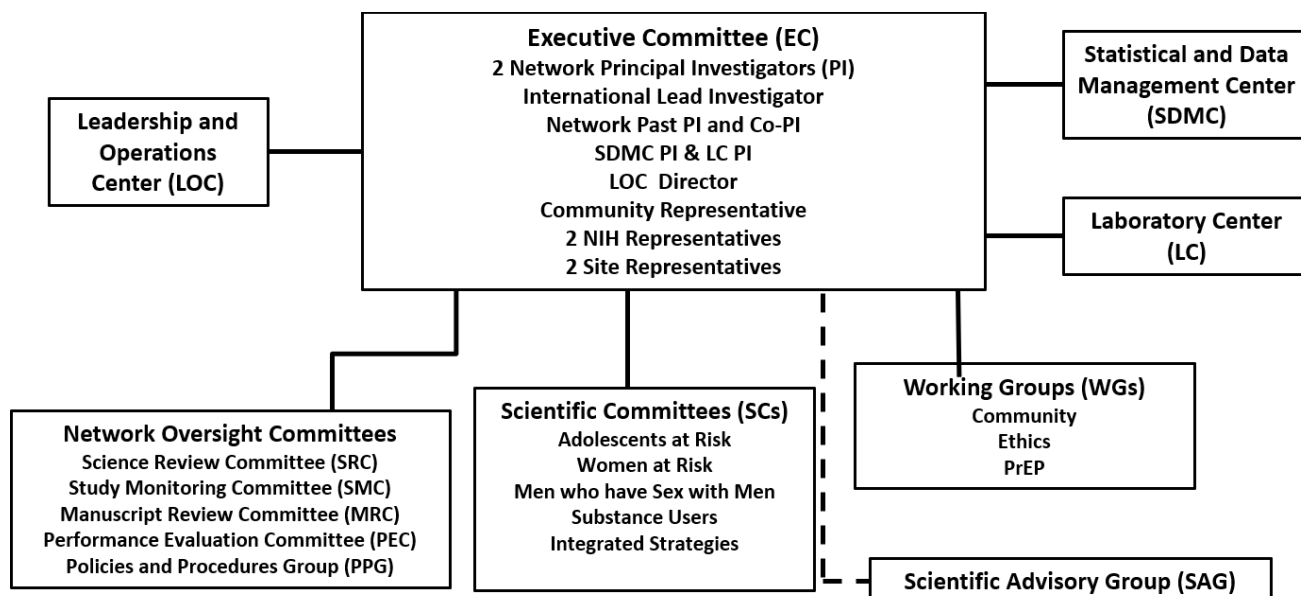 Executive Committee (EC)
2 Network Principal Investigators (PI)
International Lead Investigator
Network Past PI and Co-PI
SDMC PI & LC PI
LOC Director
Community Representative
2 NIH Representatives
2 Site Representatives
Leadership and
Operations
Center (LOC)
Statistical and Data
Management Center
(SDMC)
Laboratory Center
(LC)
Network Oversight Committees
Science Review Committee (SRC)
Study Monitoring Committee (SMC)
Manuscript Review Committee (MRC)
Performance Evaluation Committee (PEC)
Policies and Procedures Group (PPG)
Scientific Committees (SCs)
Adolescents at Risk
Women at Risk
Men who have Sex with Men
Substance Users
Integrated Strategies
Working Groups (WGs)
Community
Ethics
PrEP
Scientific Advisory Group (SAG)